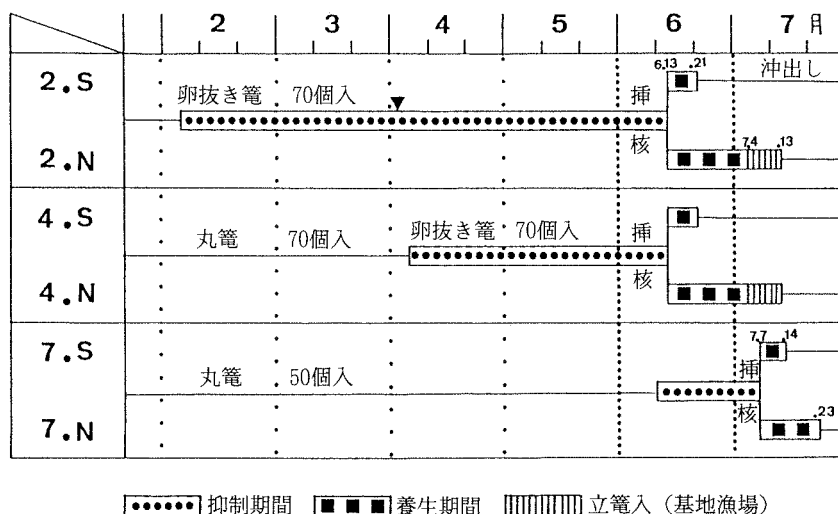 2 3 4 5 6 7 月
2.S 6.13 .21 沖出し
卵抜き篭 70個入 挿
核
2.N 7.4 .13
4.S
丸篭 70個入 卵抜き篭 70個入 挿
核
4.N
7.S 7.7 .14
丸篭 50個入 挿
核
7.N .23
抑制期間 養生期間 立篭入（基地漁場）